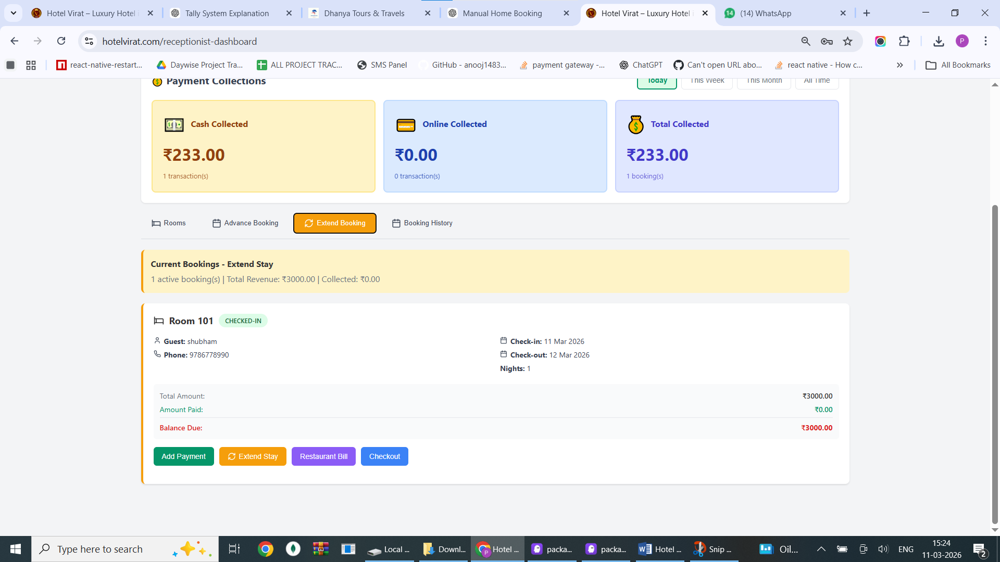 Hotel Virat – Luxury Hotel i
Tally System Explanation
Dhanya Tours & Travels
Manual Home Booking
Hotel Virat – Luxury Hotel i
14
(14) WhatsApp
hotelvirat.com/receptionist-dashboard
P
react-native-restart...
Daywise Project Tra...
ALL PROJECT TRAC...
SMS Panel
GitHub - anooj1483...
payment gateway -...
ChatGPT
Can't open URL abo...
react native - How c...
All Bookmarks
Payment Collections
Today
This Week
This Month
All Time
Cash Collected
₹233.00
1 transaction(s)
Online Collected
₹0.00
0 transaction(s)
Total Collected
₹233.00
1 booking(s)
Rooms
Advance Booking
Extend Booking
Booking History
Current Bookings - Extend Stay
1 active booking(s) | Total Revenue: ₹3000.00 | Collected: ₹0.00
Room 101
CHECKED-IN
Guest: shubham
Phone: 9786778990
Check-in: 11 Mar 2026
Check-out: 12 Mar 2026
Nights: 1
Total Amount: ₹3000.00
Amount Paid: ₹0.00
Balance Due: ₹3000.00
Add Payment
Extend Stay
Restaurant Bill
Checkout
Type here to search
Local ...
Downl...
Hotel ...
packa...
packa...
Hotel ...
Snip ...
Oil...
ENG
15:24
11-03-2026
2